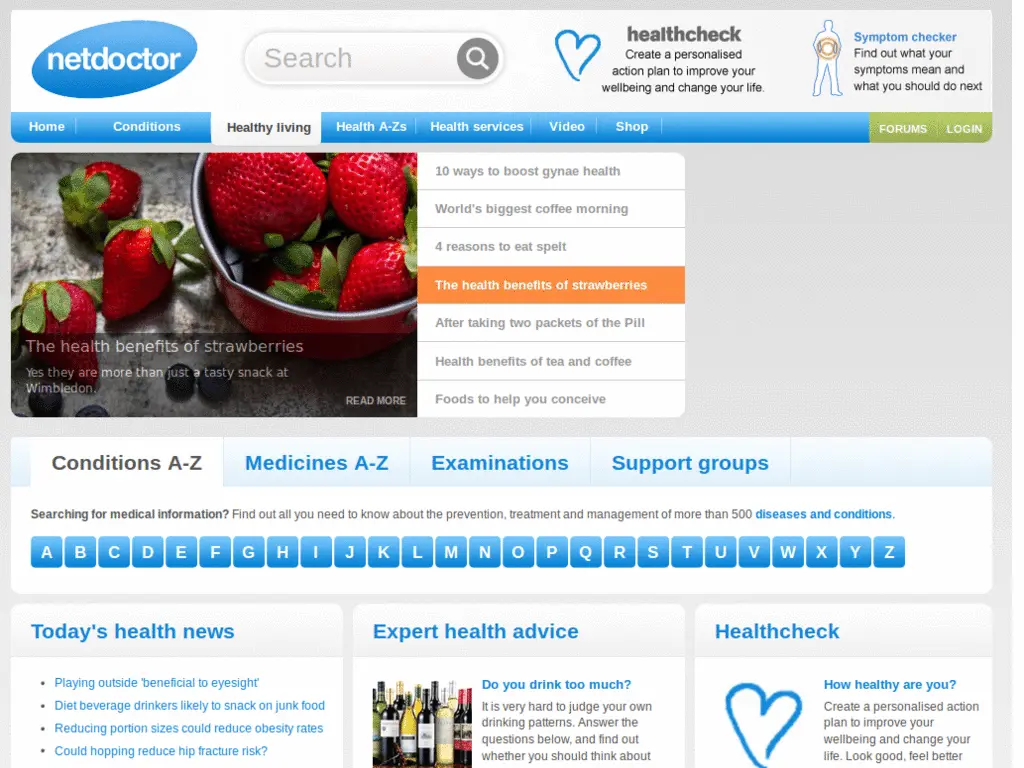 netdoctor
Search
healthcheck
Create a personalised
action plan to improve your
wellbeing and change your life.
Symptom checker
Find out what your
symptoms mean and
what you should do next
Home
Conditions
Healthy living
Health A-Zs
Health services
Video
Shop
FORUMS
LOGIN
The health benefits of strawberries
Yes they are more than just a tasty snack at
Wimbledon.
READ MORE
10 ways to boost gynae health
World's biggest coffee morning
4 reasons to eat spelt
The health benefits of strawberries
After taking two packets of the Pill
Health benefits of tea and coffee
Foods to help you conceive
Conditions A-Z
Medicines A-Z
Examinations
Support groups
Searching for medical information? Find out all you need to know about the prevention, treatment and management of more than 500 diseases and conditions.
A B C D E F G H I J K L M N O P Q R S T U V W X Y Z
Today's health news
Playing outside 'beneficial to eyesight'
Diet beverage drinkers likely to snack on junk food
Reducing portion sizes could reduce obesity rates
Could hopping reduce hip fracture risk?
Expert health advice
Do you drink too much?
It is very hard to judge your own
drinking patterns. Answer the
questions below, and find out
whether you should think about
Healthcheck
How healthy are you?
Create a personalised action
plan to improve your
wellbeing and change your
life. Look good, feel better